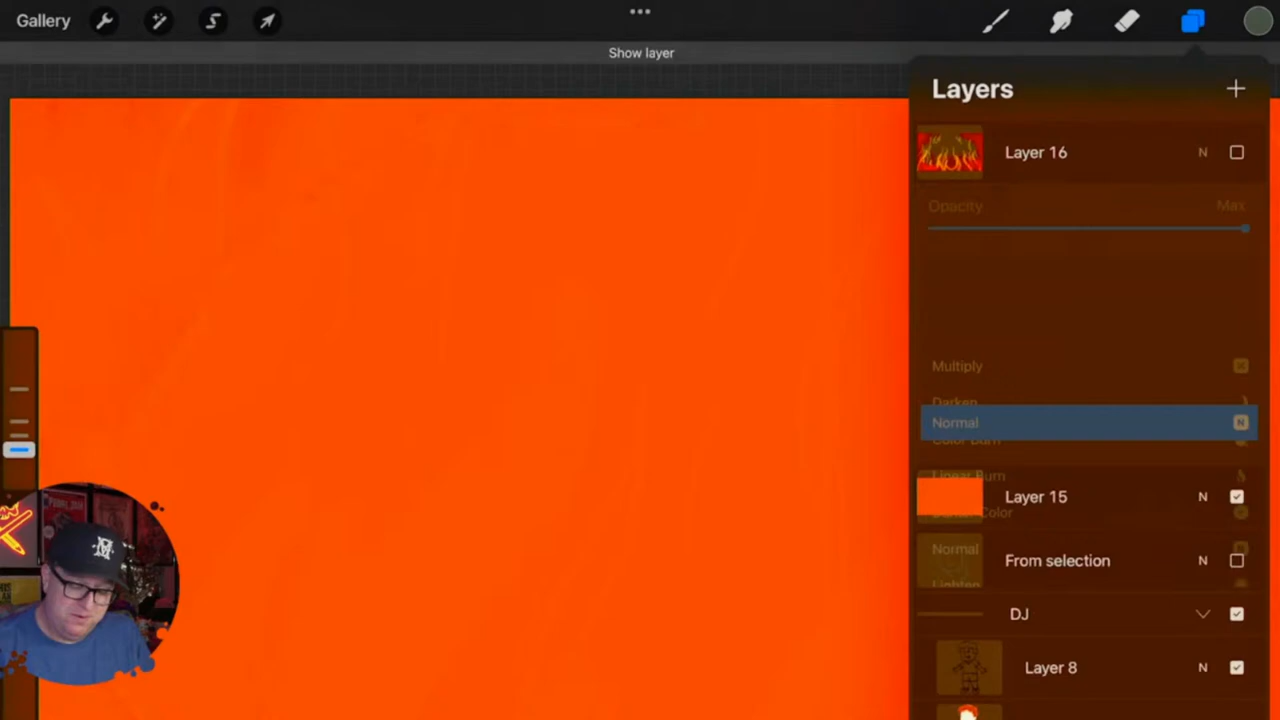 Gallery
Show layer
Layers
Layer 16 N
Opacity Max
Multiply
Darken
Normal N
Color Burn
Linear Burn
Layer 15 N
Color
Normal
From selection N
Lighten
DJ
Layer 8 N